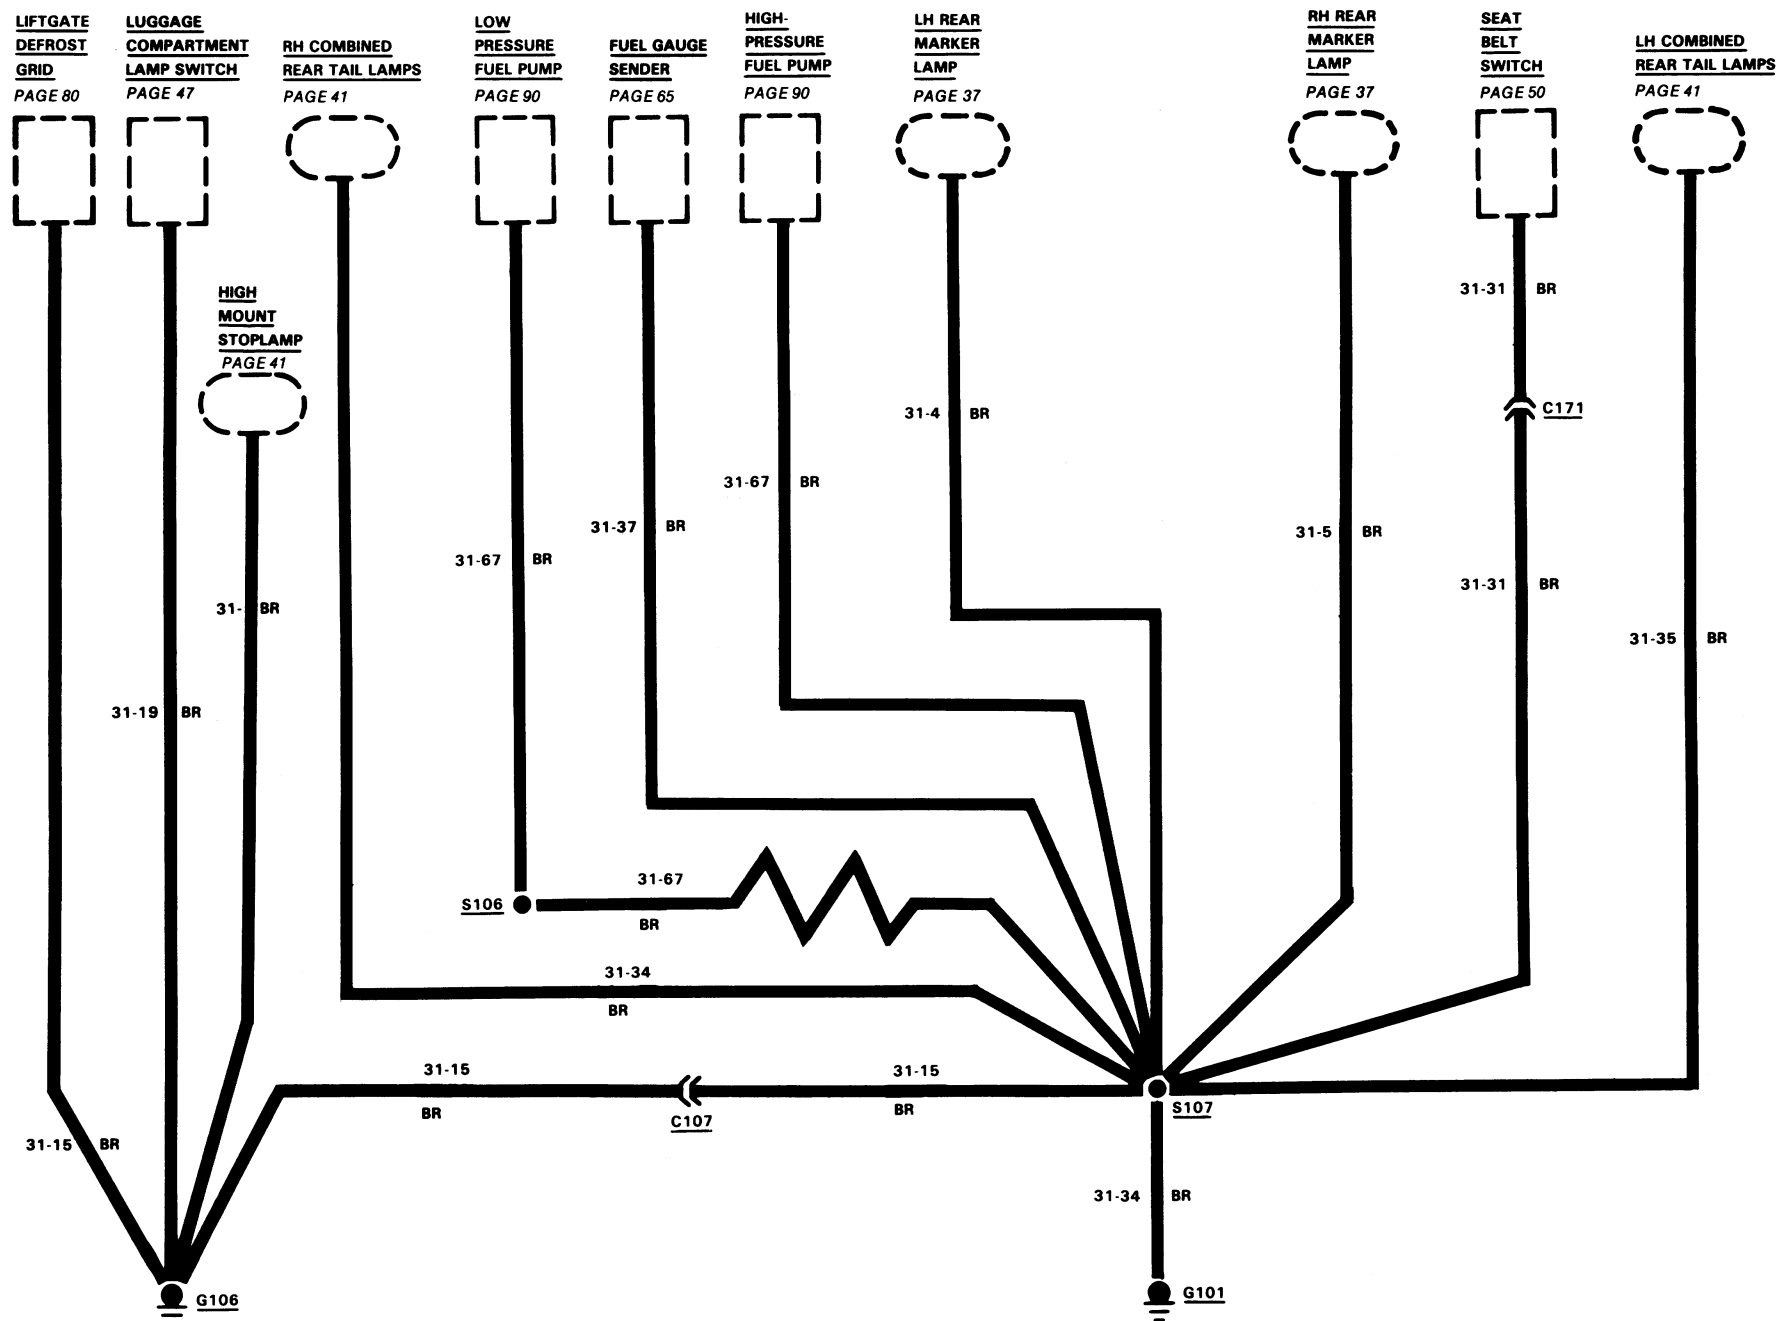 LIFTGATE
DEFROST
GRID
PAGE 80
LUGGAGE
COMPARTMENT
LAMP SWITCH
PAGE 47
RH COMBINED
REAR TAIL LAMPS
PAGE 41
LOW
PRESSURE
FUEL PUMP
PAGE 90
FUEL GAUGE
SENDER
PAGE 65
HIGH-
PRESSURE
FUEL PUMP
PAGE 90
LH REAR
MARKER
LAMP
PAGE 37
RH REAR
MARKER
LAMP
PAGE 37
SEAT
BELT
SWITCH
PAGE 50
LH COMBINED
REAR TAIL LAMPS
PAGE 41
HIGH
MOUNT
STOPLAMP
PAGE 41
31-31 BR
C171
31-4 BR
31-67 BR
31-37 BR
31-5 BR
31-67 BR
31-31 BR
31- BR
31-35 BR
31-19 BR
31-67
S106
BR
31-34
BR
31-15
BR
C107
31-15
BR
S107
31-15 BR
31-34 BR
G106
G101